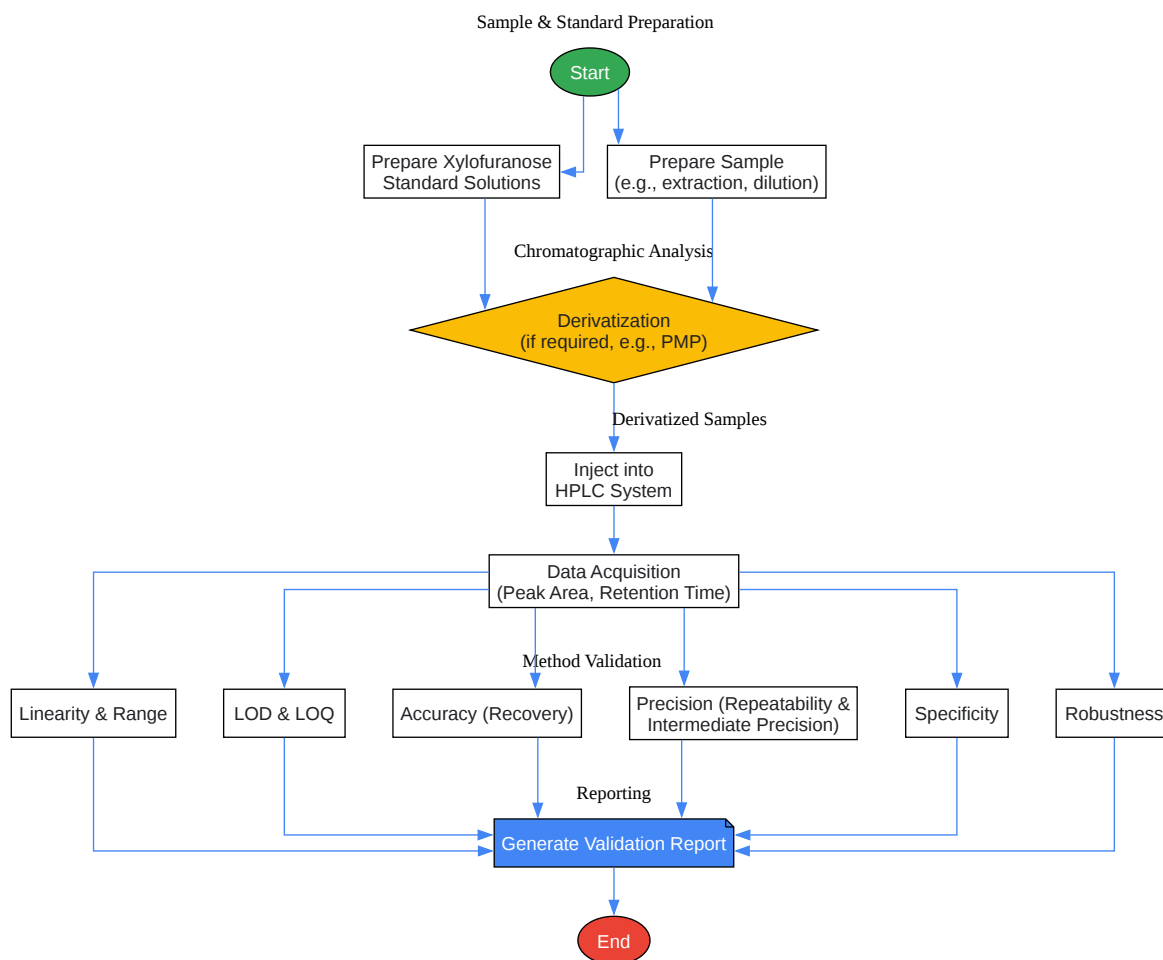 Sample & Standard Preparation
Start
Prepare Xylofuranose
Standard Solutions
Prepare Sample
(e.g., extraction, dilution)
Chromatographic Analysis
Derivatization
(if required, e.g., PMP)
Derivatized Samples
Inject into
HPLC System
Data Acquisition
(Peak Area, Retention Time)
Method Validation
Linearity & Range
LOD & LOQ
Accuracy (Recovery)
Precision (Repeatability &
Intermediate Precision)
Specificity
Robustness
Reporting
Generate Validation Report
End